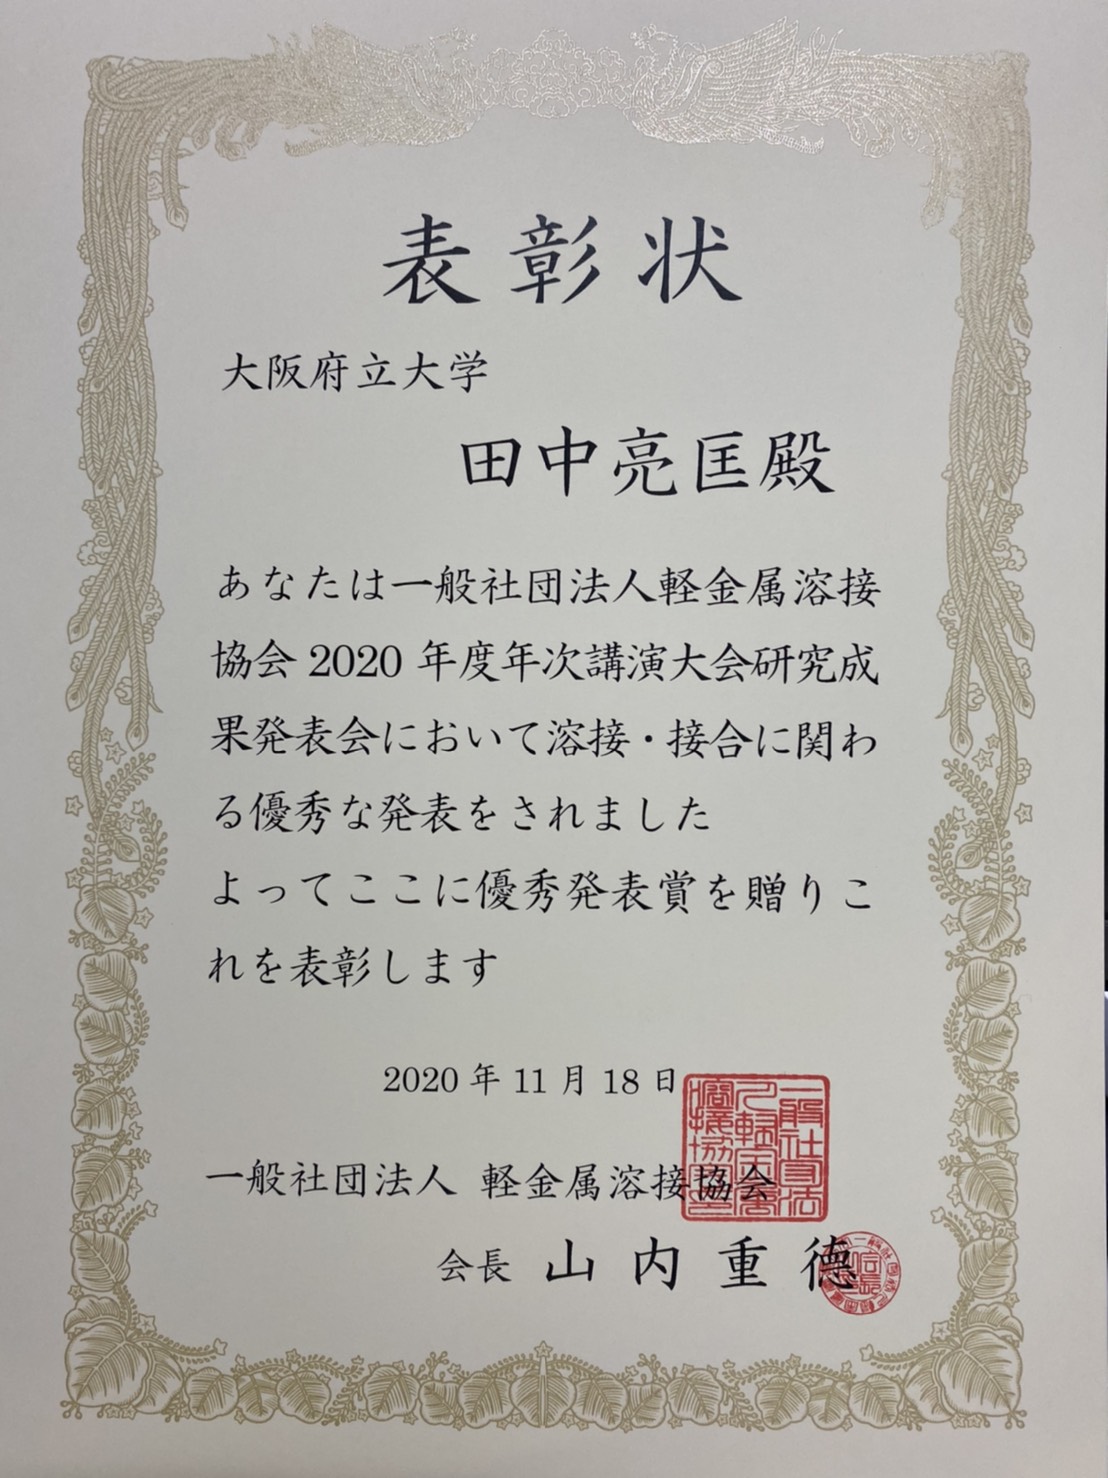 表彰状
大阪府立大学
田中亮匡殿
あなたは一般社団法人軽金属溶接
協会 2020 年度年次講演大会研究成
果発表会において溶接・接合に関わ
る優秀な発表をされました
よってここに優秀発表賞を贈りこ
れを表彰します
2020 年 11 月 18 日
一般社団法人 軽金属溶接協会
会長 山内重德